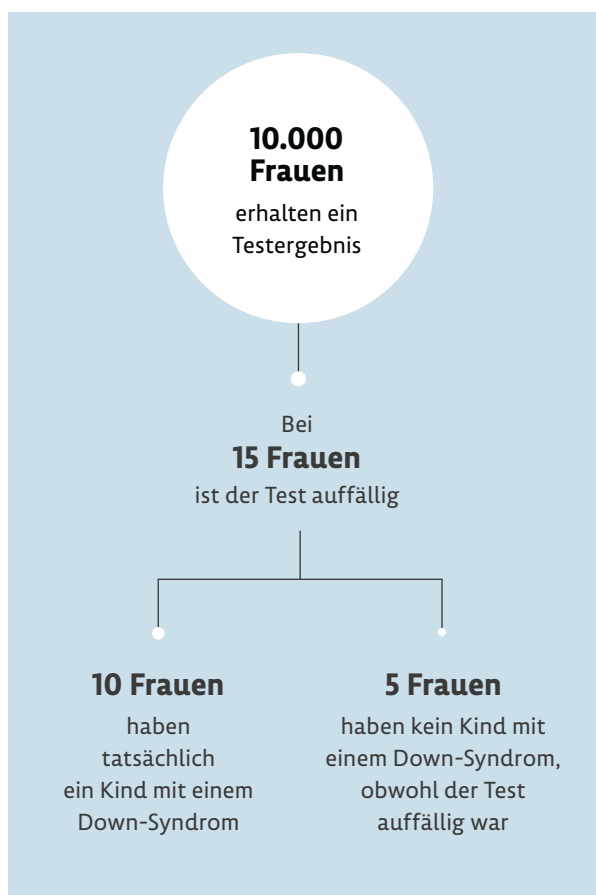 10.000
Frauen
erhalten ein
Testergebnis
Bei
15 Frauen
ist der Test auffällig
10 Frauen
haben
tatsächlich
ein Kind mit einem
Down-Syndrom
5 Frauen
haben kein Kind mit
einem Down-Syndrom,
obwohl der Test
auffällig war